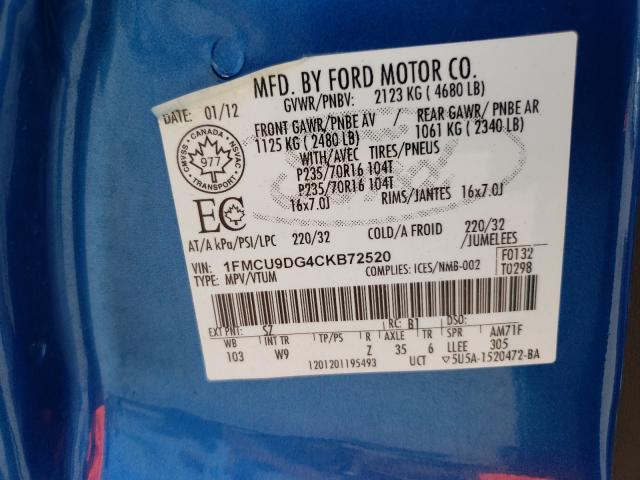 MFD. BY FORD MOTOR CO.
DATE: 01/12
GVWR/PNBV: 2123 KG ( 4680 LB)
FRONT GAWR/PNBE AV / REAR GAWR/ PNBE AR
1125 KG ( 2480 LB) 1061 KG ( 2340 LB)
WITH/AVEC TIRES/PNEUS
P235/70R16 104T
P235/70R16 104T
16x7.0J RIMS/JANTES 16x7.0J
CMVSS • CANADA • NSVAC
977
TRANSPORT
EC
AT/A kPa/PSI/LPC 220/32 COLD/A FROID 220/32 /JUMELEES
VIN: 1FMCU9DG4CKB72520
TYPE: MPV/VTUM COMPLIES: ICES/NMB-002
F0132
T0298
EXT PNT: SZ RC: B1 DSO:
WB INT TR TP/PS R AXLE TR SPR AM71F
103 W9 Z 35 6 LLEE 305
1201201195493 UCT ▽5U5A-1520472-BA